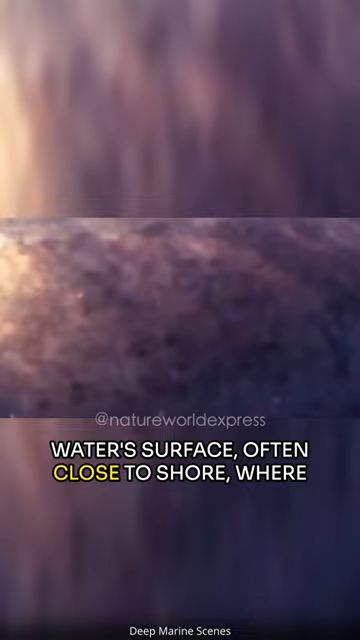 @natureworldexpress
WATER'S SURFACE, OFTEN
CLOSE TO SHORE, WHERE
Deep Marine Scenes